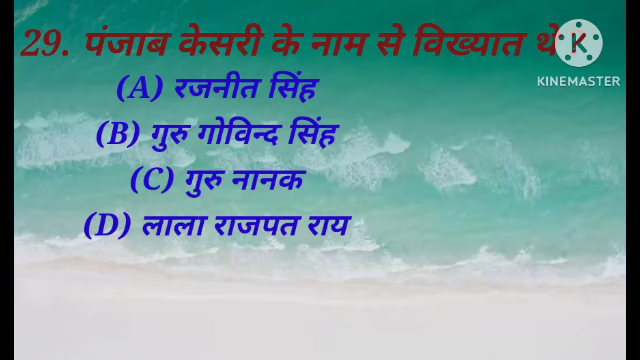 29. पंजाब केसरी के नाम से विख्यात थे
KINEMASTER
(A) रजनीत सिंह
(B) गुरु गोविन्द सिंह
(C) गुरु नानक
(D) लाला राजपत राय